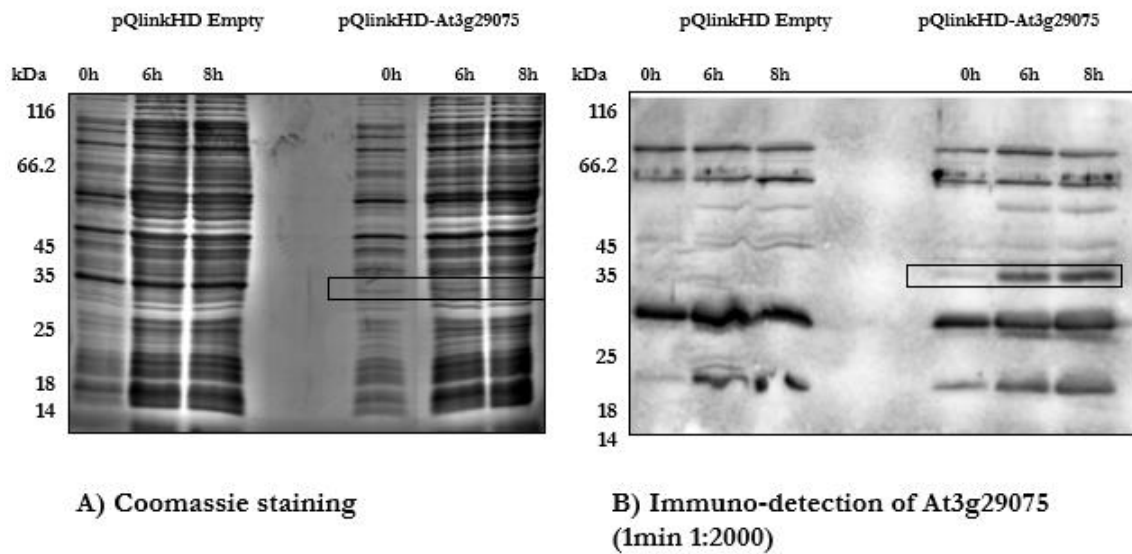 pQlinkHD Empty pQlinkHD-At3g29075 pQlinkHD Empty pQlinkHD-At3g29075
kDa 0h 6h 8h 0h 6h 8h kDa 0h 6h 8h 0h 6h 8h
116 116
66.2 66.2
45 45
35 35
25 25
18 18
14 14
A) Coomassie staining B) Immuno-detection of At3g29075
(1min 1:2000)